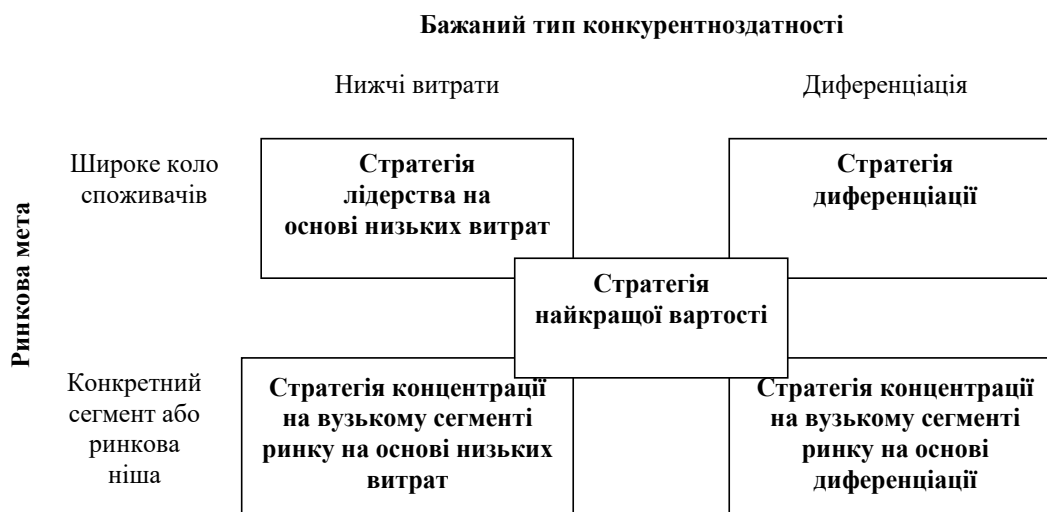 Бажаний тип конкурентноздатності
Нижчі витрати
Диференціація
Ринкова мета
Широке коло
споживачів
Стратегія
лідерства на
основі низьких витрат
Стратегія
диференціації
Стратегія
найкращої вартості
Конкретний
сегмент або
ринкова
ніша
Стратегія концентрації
на вузькому сегменті
ринку на основі низьких
витрат
Стратегія концентрації
на вузькому сегменті
ринку на основі
диференціації